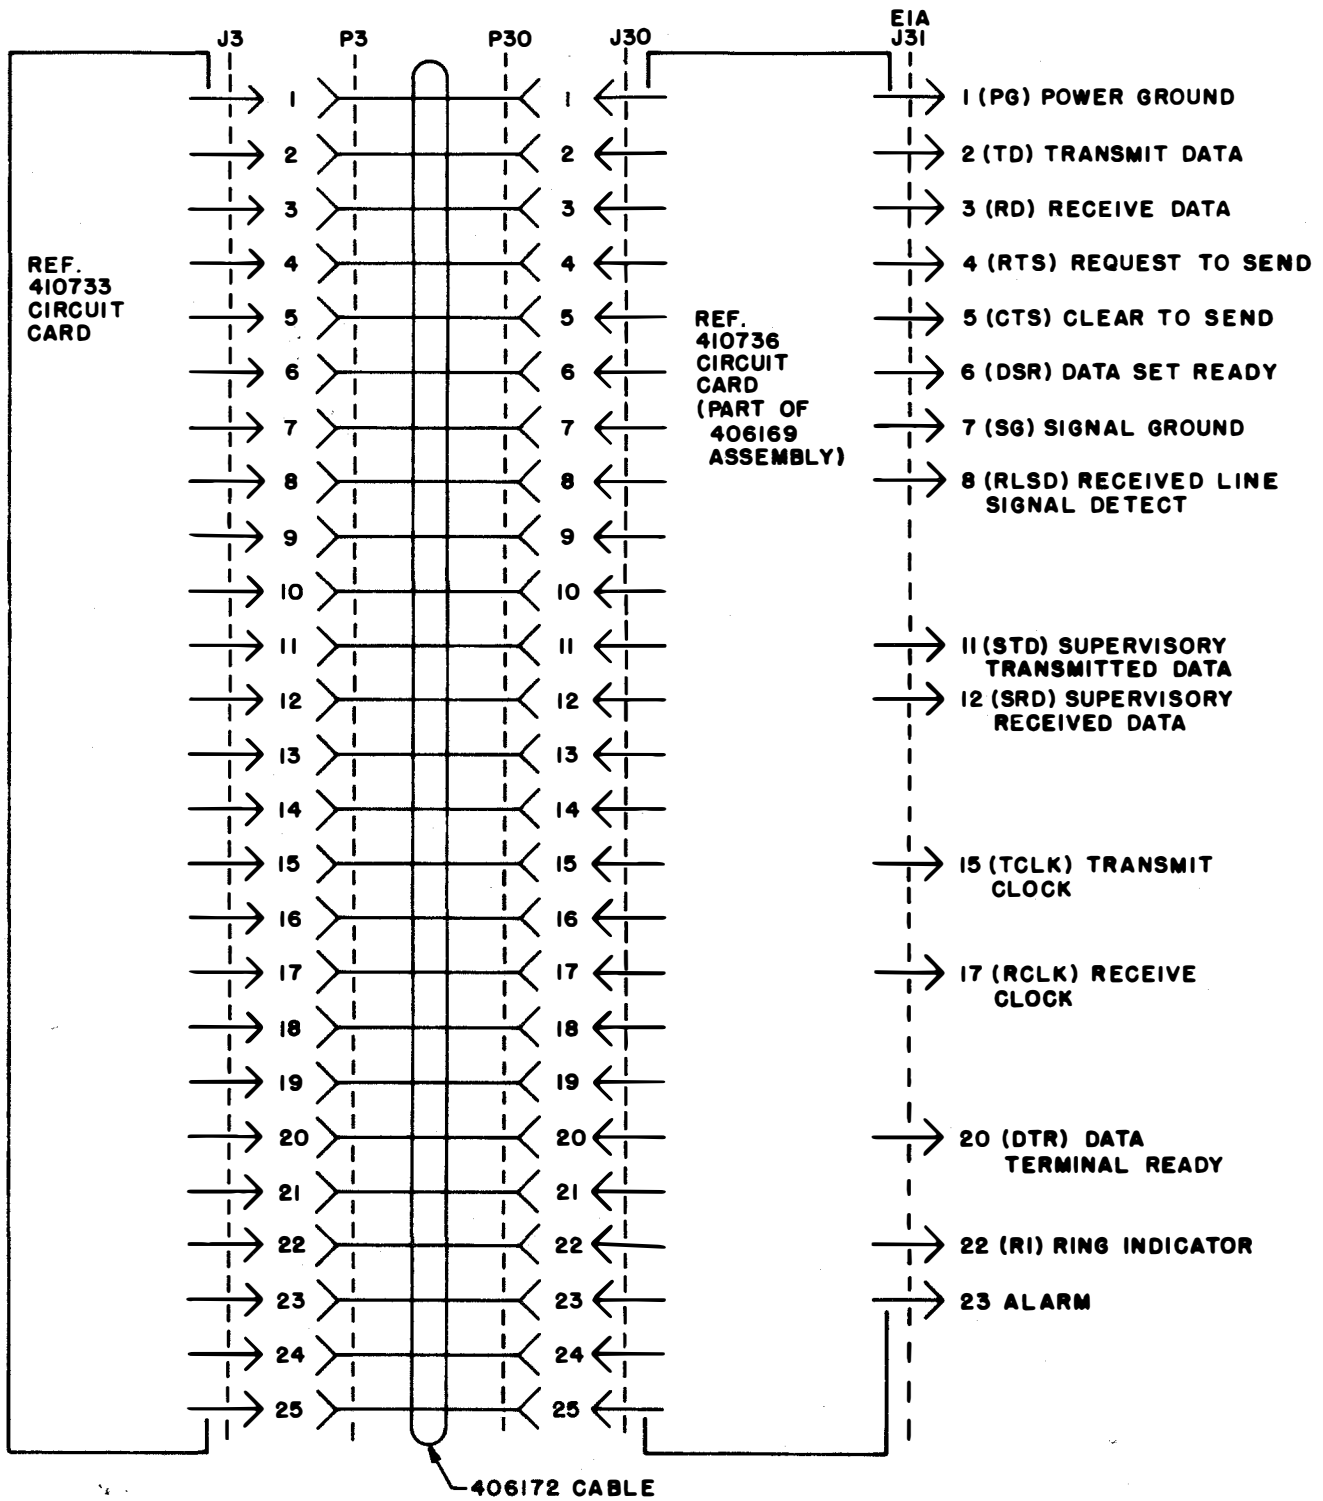 EIA
J3 P3 P30 J30 J31
1 1 1 (PG) POWER GROUND
2 2 2 (TD) TRANSMIT DATA
3 3 3 (RD) RECEIVE DATA
REF.
410733
CIRCUIT
CARD
4 4 4 (RTS) REQUEST TO SEND
5 5 5 (CTS) CLEAR TO SEND
REF.
410736
CIRCUIT
CARD
(PART OF
406169
ASSEMBLY)
6 6 6 (DSR) DATA SET READY
7 7 7 (SG) SIGNAL GROUND
8 8 8 (RLSD) RECEIVED LINE
SIGNAL DETECT
9 9
10 10
11 11 11 (STD) SUPERVISORY
TRANSMITTED DATA
12 12 12 (SRD) SUPERVISORY
RECEIVED DATA
13 13
14 14
15 15 15 (TCLK) TRANSMIT
CLOCK
16 16
17 17 17 (RCLK) RECEIVE
CLOCK
18 18
19 19
20 20 20 (DTR) DATA
TERMINAL READY
21 21
22 22 22 (RI) RING INDICATOR
23 23 23 ALARM
24 24
25 25
406172 CABLE